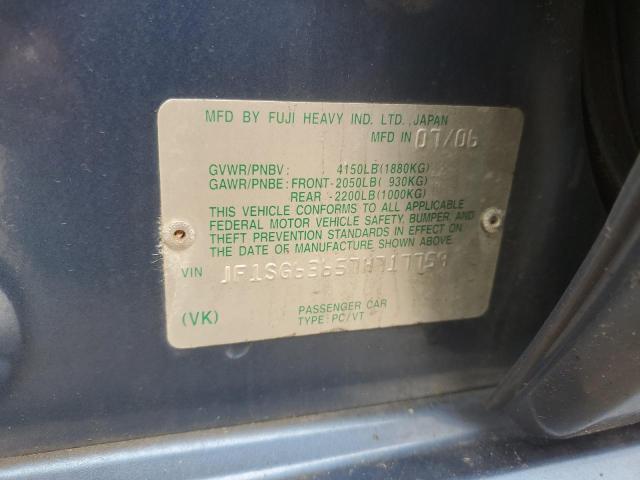 MFD BY FUJI HEAVY IND. LTD., JAPAN
MFD IN 07/06
GVWR/PNBV: 4150LB(1880KG)
GAWR/PNBE: FRONT-2050LB( 930KG)
REAR -2200LB(1000KG)
THIS VEHICLE CONFORMS TO ALL APPLICABLE
FEDERAL MOTOR VEHICLE SAFETY, BUMPER, AND
THEFT PREVENTION STANDARDS IN EFFECT ON
THE DATE OF MANUFACTURE SHOWN ABOVE.
VIN
(VK)
PASSENGER CAR
TYPE: PC/VT